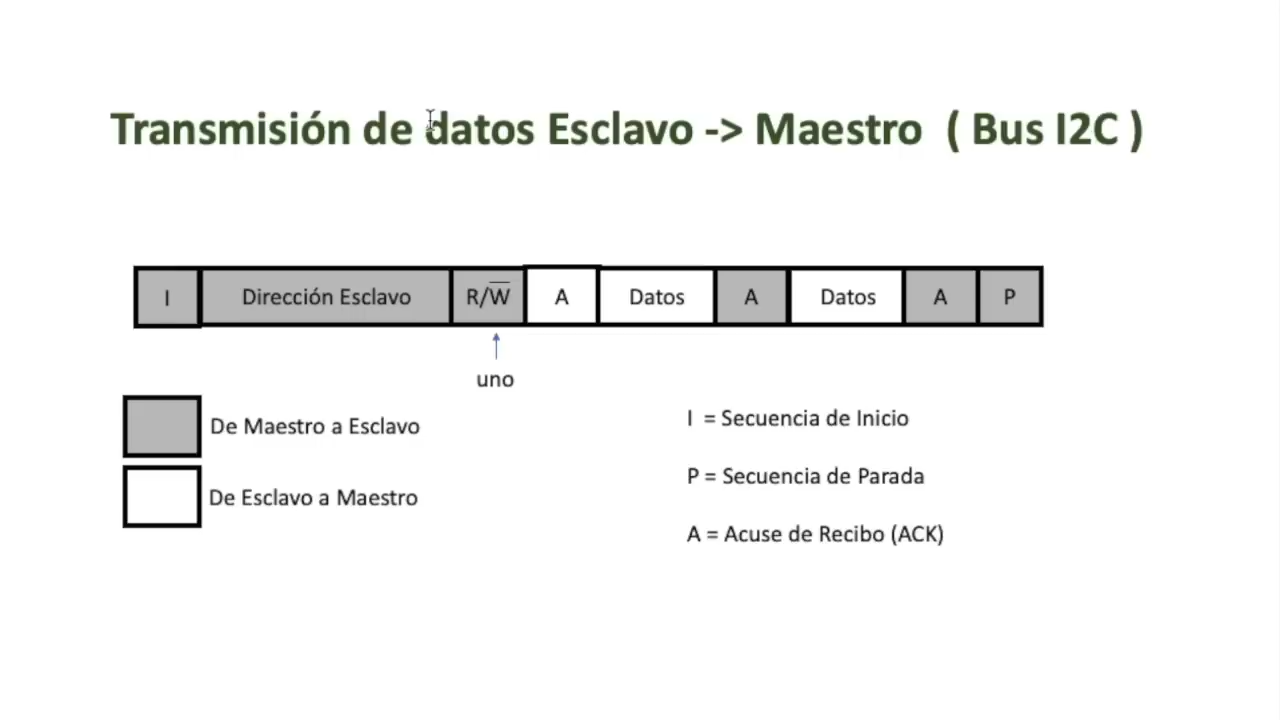 Transmisión de datos Esclavo -> Maestro ( Bus I2C )
I Dirección Esclavo R/W̅ A Datos A Datos A P
uno
De Maestro a Esclavo
De Esclavo a Maestro
I = Secuencia de Inicio
P = Secuencia de Parada
A = Acuse de Recibo (ACK)